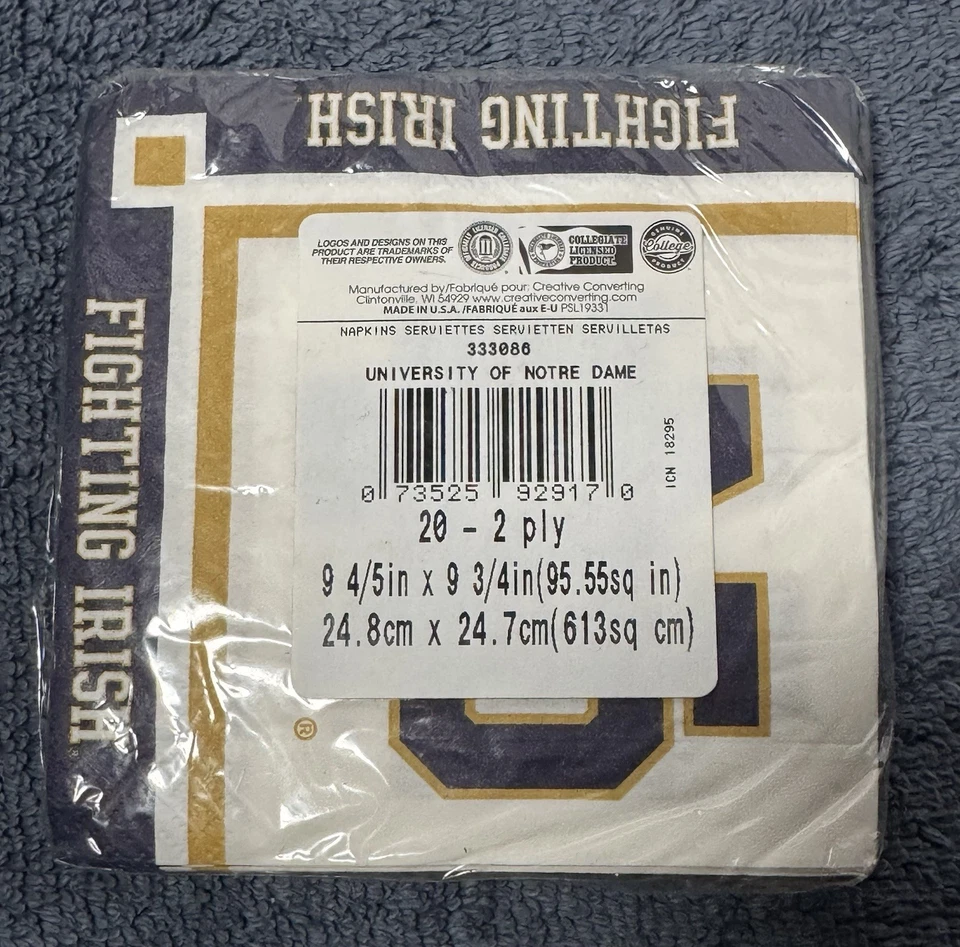 FIGHTING IRISH
FIGHTING IRISH
LOGOS AND DESIGNS ON THIS
PRODUCT ARE TRADEMARKS OF
THEIR RESPECTIVE OWNERS.
COLLEGIATE
LICENSED
PRODUCT
GENUINE
College
PRODUCT
Manufactured by/Fabriqué pour: Creative Converting
Clintonville, WI 54929 www.creativeconverting.com
MADE IN U.S.A. /FABRIQUÉ aux E-U PSL19331
NAPKINS SERVIETTES SERVIETTEN SERVILLETAS
333086
UNIVERSITY OF NOTRE DAME
0 73525 92917 0
ICN 18295
20 - 2 ply
9 4/5in x 9 3/4in(95.55sq in)
24.8cm x 24.7cm(613sq cm)
®